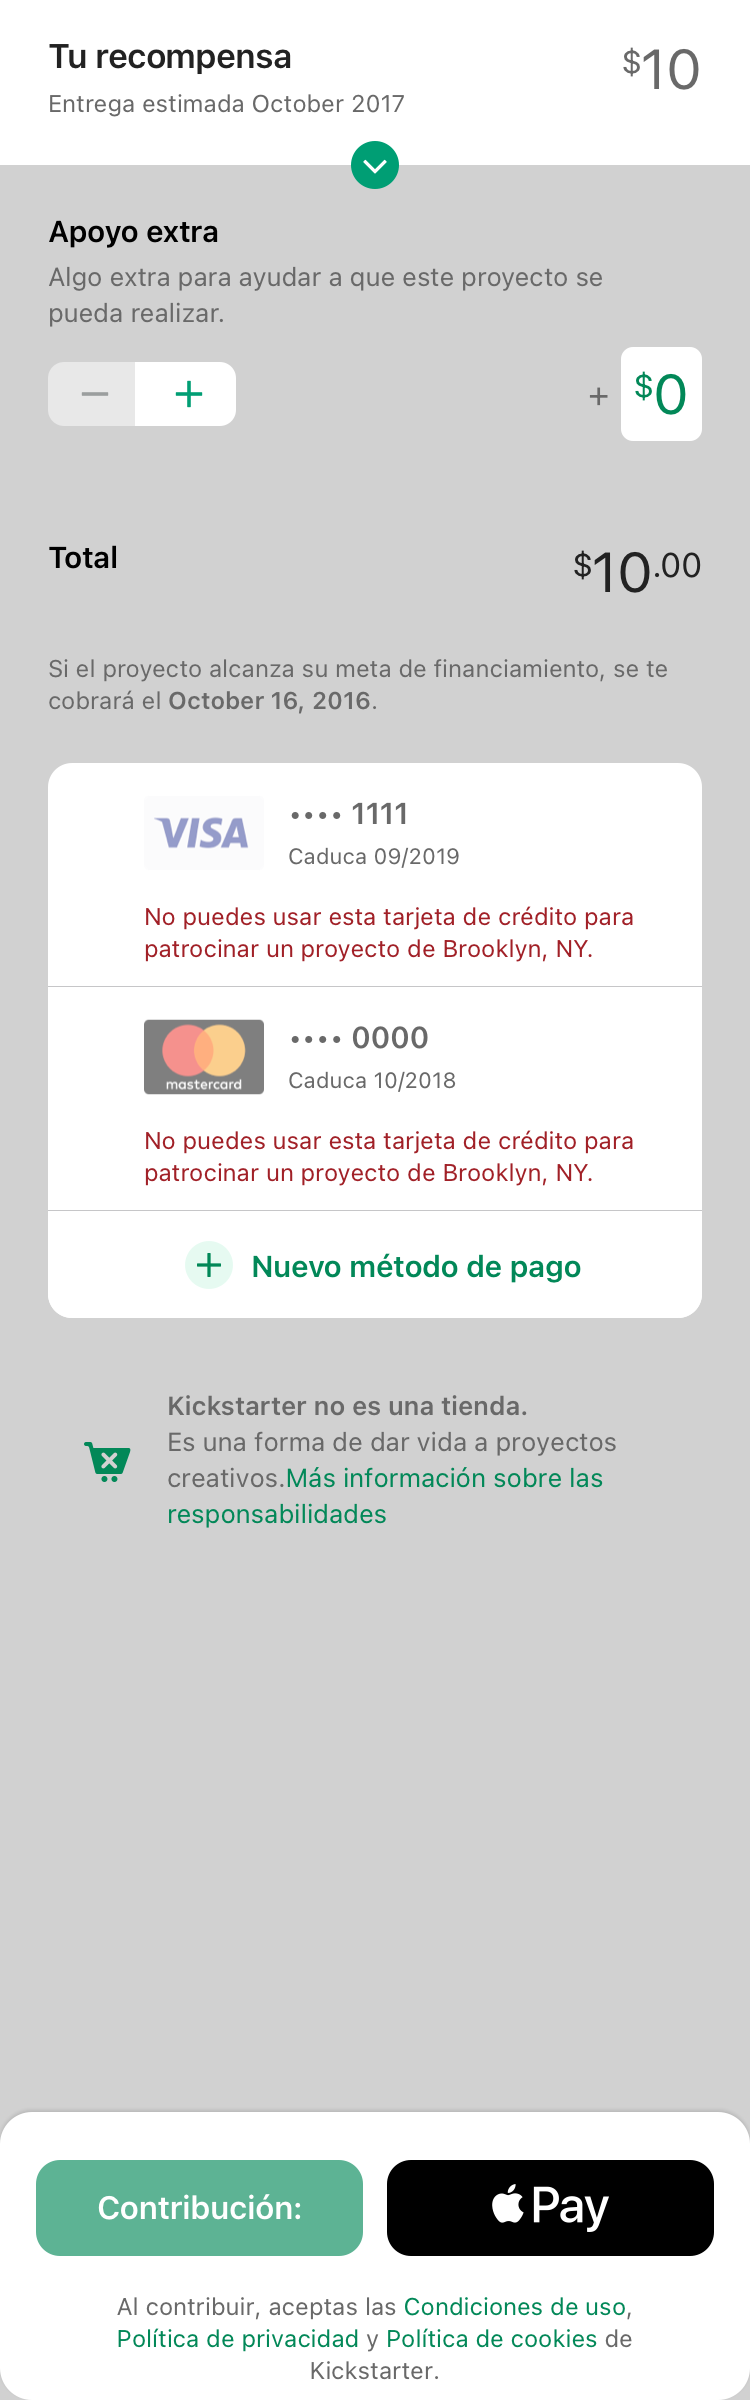 Tu recompensa
$10
Entrega estimada October 2017
Apoyo extra
Algo extra para ayudar a que este proyecto se
pueda realizar.
+ $0
Total
$10.00
Si el proyecto alcanza su meta de financiamiento, se te
cobrará el October 16, 2016.
VISA
•••• 1111
Caduca 09/2019
No puedes usar esta tarjeta de crédito para
patrocinar un proyecto de Brooklyn, NY.
mastercard
•••• 0000
Caduca 10/2018
No puedes usar esta tarjeta de crédito para
patrocinar un proyecto de Brooklyn, NY.
Nuevo método de pago
Kickstarter no es una tienda.
Es una forma de dar vida a proyectos
creativos.Más información sobre las
responsabilidades
Contribución:
Pay
Al contribuir, aceptas las Condiciones de uso,
Política de privacidad y Política de cookies de
Kickstarter.